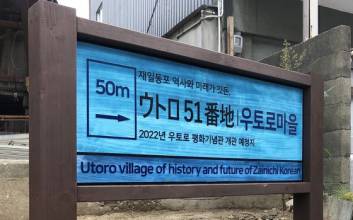 재일동포 역사와 미래가 깃든,
50m →
ウトロ51番地 | 우토로마을
2022년 우토로 평화기념관 개관 예정지
Utoro village of history and future of Zainichi Korean